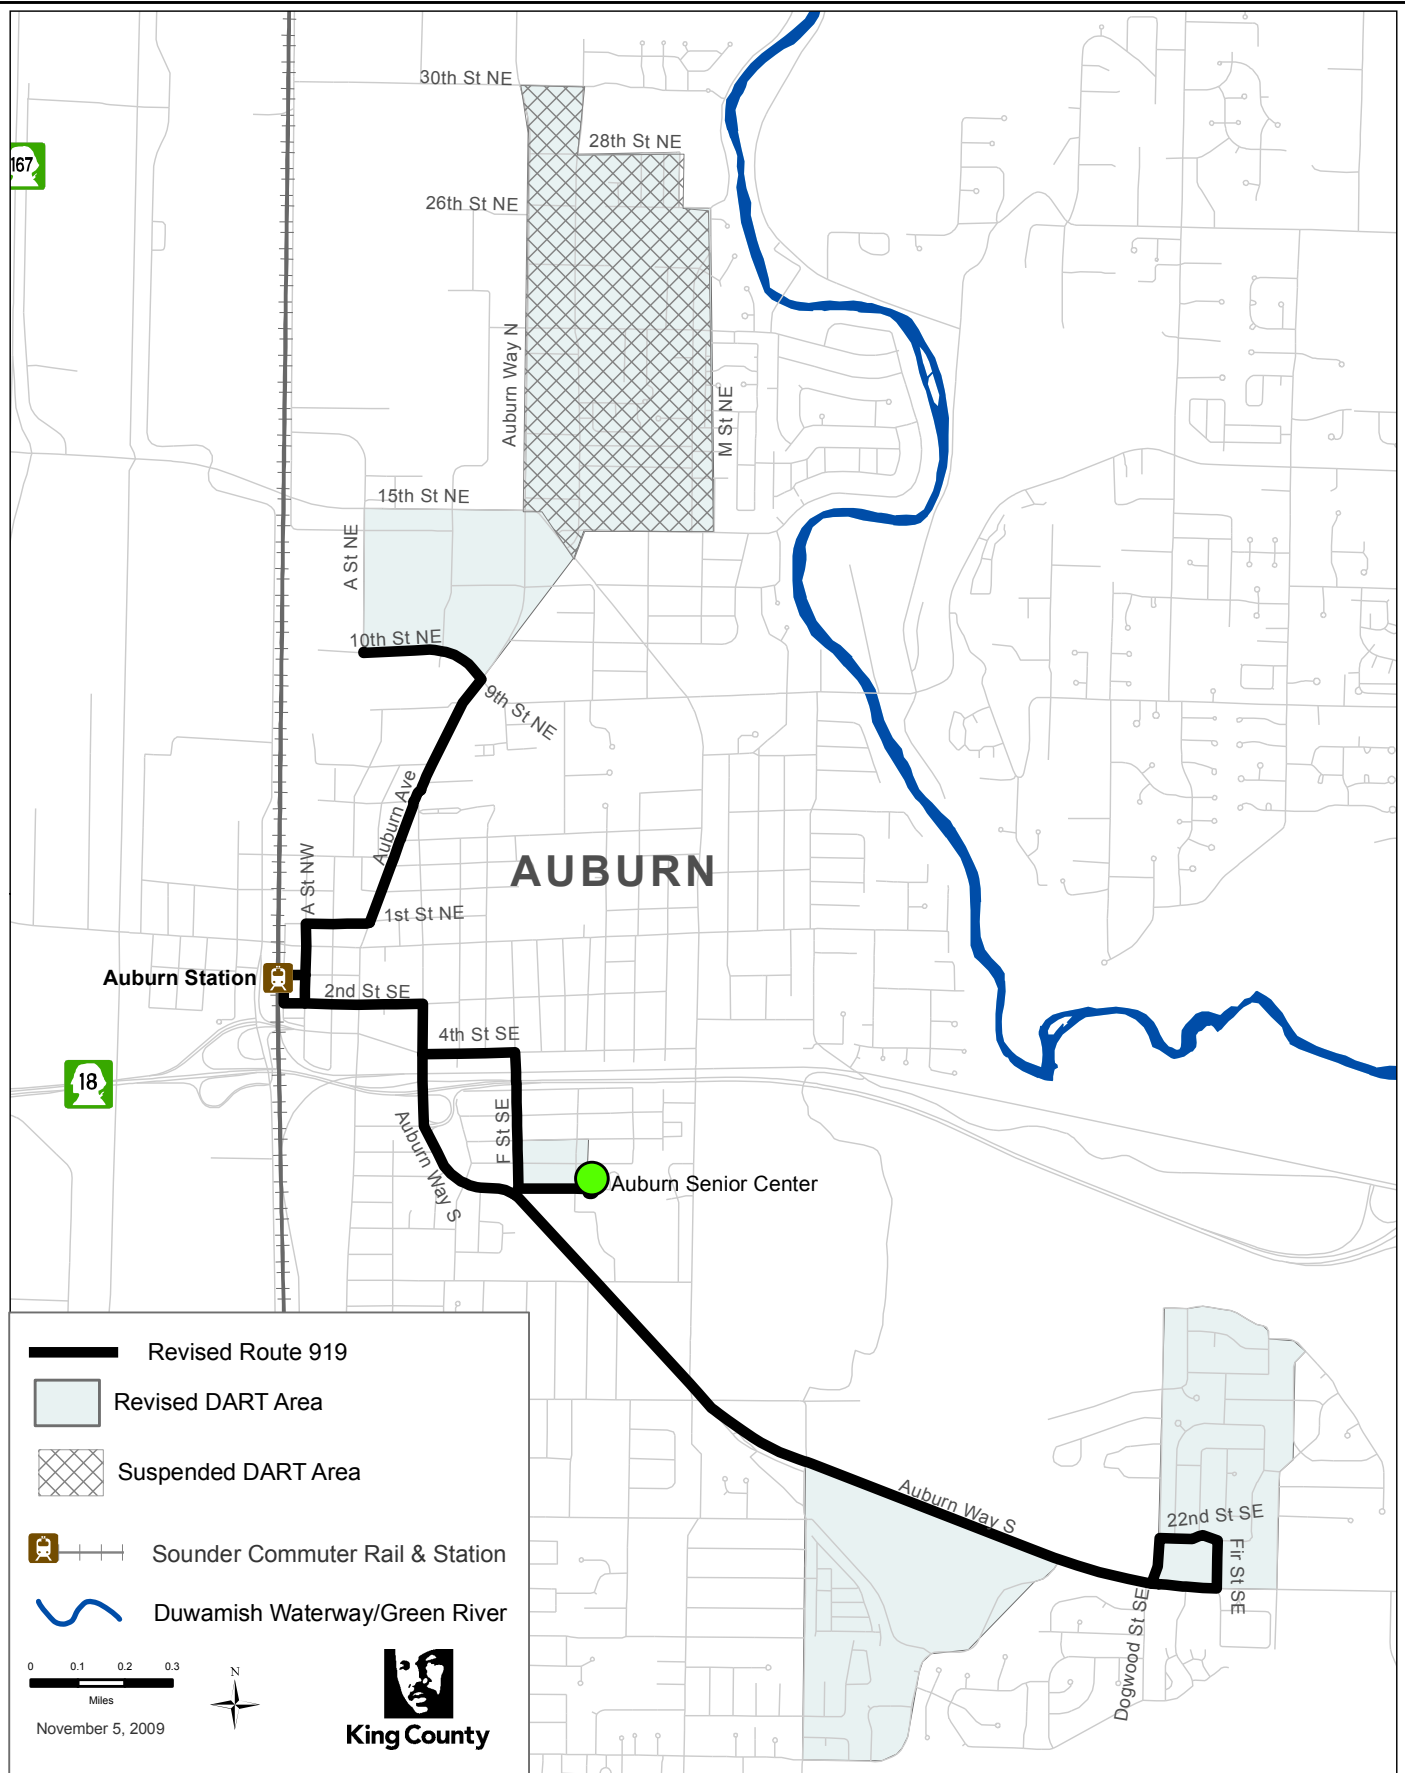 30th St NE
28th St NE
167
26th St NE
Auburn Way N
M St NE
15th St NE
A St NE
10th St NE
9th St NE
Auburn Ave
AUBURN
A St NW
1st St NE
Auburn Station
2nd St SE
4th St SE
18
F St SE
Auburn Way S
Auburn Senior Center
Revised Route 919
Revised DART Area
Suspended DART Area
Auburn Way S
22nd St SE
Fir St SE
Dogwood St SE
Sounder Commuter Rail & Station
Duwamish Waterway/Green River
0 0.1 0.2 0.3
Miles
N
November 5, 2009
King County